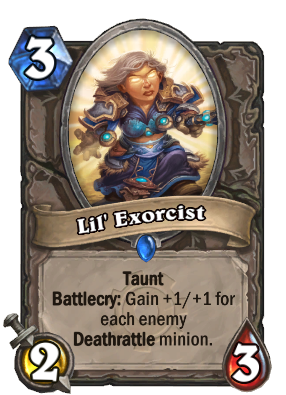 3
Lil' Exorcist
Taunt
Battlecry: Gain +1/+1 for
each enemy
Deathrattle minion.
2
3